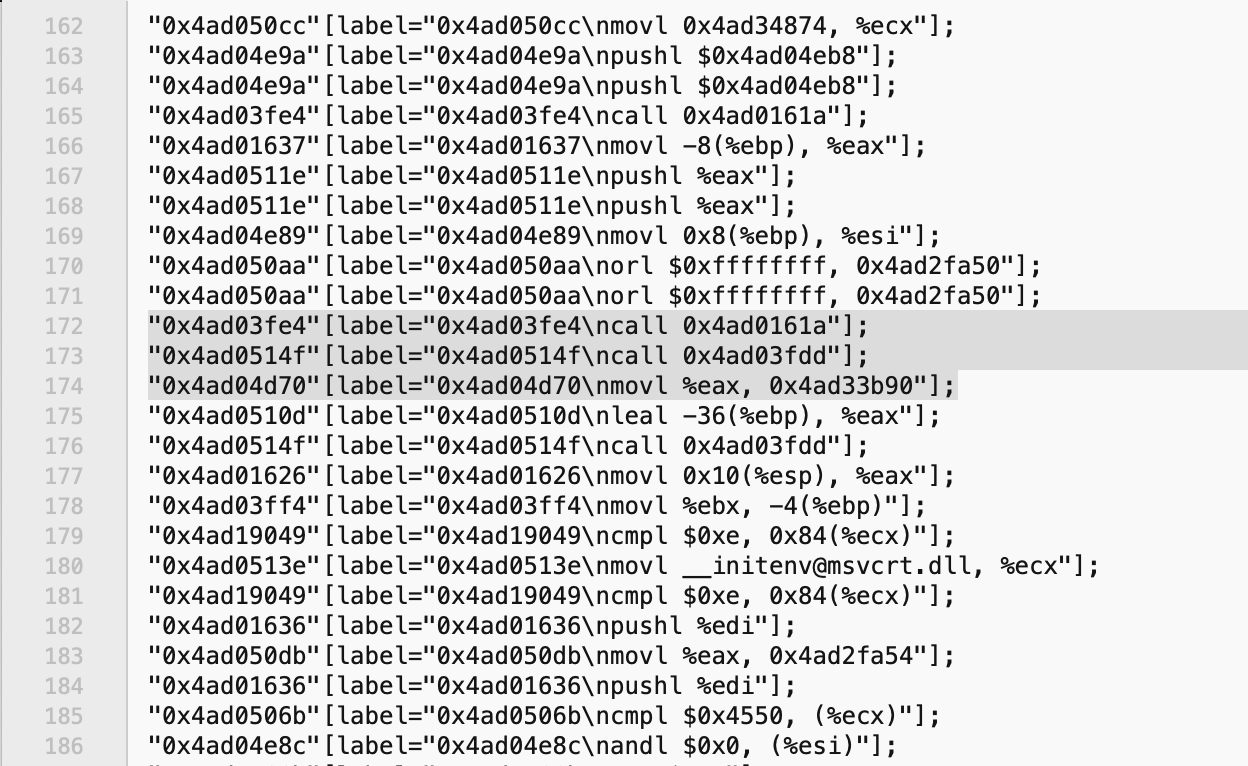 162 "0x4ad050cc"[label="0x4ad050cc\nmovl 0x4ad34874, %ecx"];
163 "0x4ad04e9a"[label="0x4ad04e9a\npushl $0x4ad04eb8"];
164 "0x4ad04e9a"[label="0x4ad04e9a\npushl $0x4ad04eb8"];
165 "0x4ad03fe4"[label="0x4ad03fe4\ncall 0x4ad0161a"];
166 "0x4ad01637"[label="0x4ad01637\nmovl -8(%ebp), %eax"];
167 "0x4ad0511e"[label="0x4ad0511e\npushl %eax"];
168 "0x4ad0511e"[label="0x4ad0511e\npushl %eax"];
169 "0x4ad04e89"[label="0x4ad04e89\nmovl 0x8(%ebp), %esi"];
170 "0x4ad050aa"[label="0x4ad050aa\norl $0xffffffff, 0x4ad2fa50"];
171 "0x4ad050aa"[label="0x4ad050aa\norl $0xffffffff, 0x4ad2fa50"];
172 "0x4ad03fe4"[label="0x4ad03fe4\ncall 0x4ad0161a"];
173 "0x4ad0514f"[label="0x4ad0514f\ncall 0x4ad03fdd"];
174 "0x4ad04d70"[label="0x4ad04d70\nmovl %eax, 0x4ad33b90"];
175 "0x4ad0510d"[label="0x4ad0510d\nleal -36(%ebp), %eax"];
176 "0x4ad0514f"[label="0x4ad0514f\ncall 0x4ad03fdd"];
177 "0x4ad01626"[label="0x4ad01626\nmovl 0x10(%esp), %eax"];
178 "0x4ad03ff4"[label="0x4ad03ff4\nmovl %ebx, -4(%ebp)"];
179 "0x4ad19049"[label="0x4ad19049\ncmpl $0xe, 0x84(%ecx)"];
180 "0x4ad0513e"[label="0x4ad0513e\nmovl __initenv@msvcrt.dll, %ecx"];
181 "0x4ad19049"[label="0x4ad19049\ncmpl $0xe, 0x84(%ecx)"];
182 "0x4ad01636"[label="0x4ad01636\npushl %edi"];
183 "0x4ad050db"[label="0x4ad050db\nmovl %eax, 0x4ad2fa54"];
184 "0x4ad01636"[label="0x4ad01636\npushl %edi"];
185 "0x4ad0506b"[label="0x4ad0506b\ncmpl $0x4550, (%ecx)"];
186 "0x4ad04e8c"[label="0x4ad04e8c\nandl $0x0, (%esi)"];